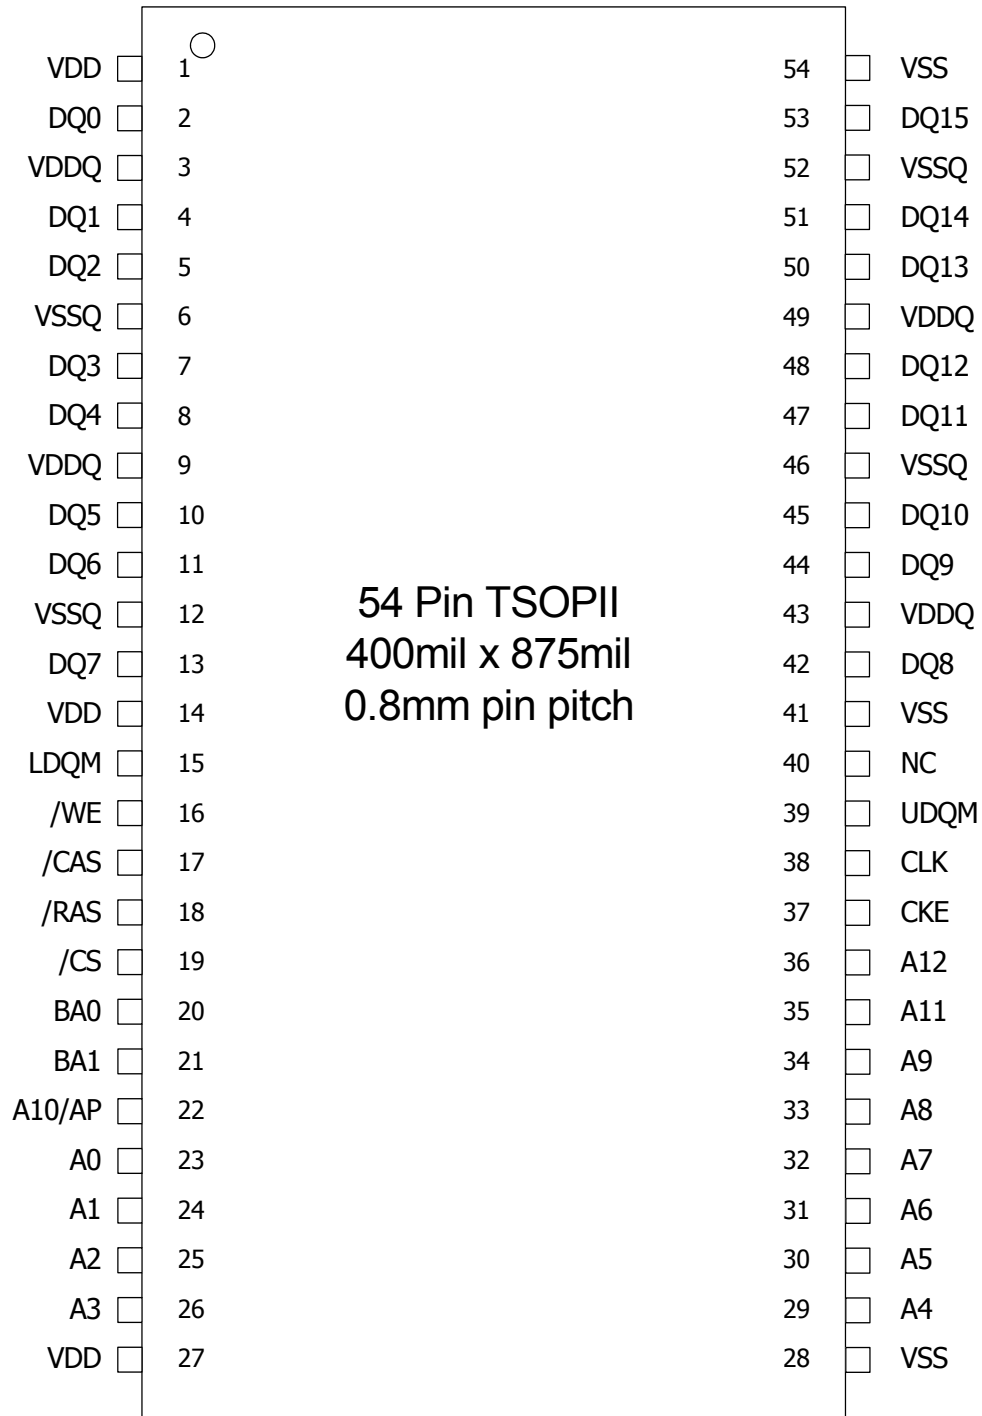 VDD 1 54 VSS
DQ0 2 53 DQ15
VDDQ 3 52 VSSQ
DQ1 4 51 DQ14
DQ2 5 50 DQ13
VSSQ 6 49 VDDQ
DQ3 7 48 DQ12
DQ4 8 47 DQ11
VDDQ 9 46 VSSQ
DQ5 10 45 DQ10
DQ6 11 44 DQ9
VSSQ 12 43 VDDQ
DQ7 13 42 DQ8
VDD 14 41 VSS
LDQM 15 40 NC
/WE 16 39 UDQM
/CAS 17 38 CLK
/RAS 18 37 CKE
/CS 19 36 A12
BA0 20 35 A11
BA1 21 34 A9
A10/AP 22 33 A8
A0 23 32 A7
A1 24 31 A6
A2 25 30 A5
A3 26 29 A4
VDD 27 28 VSS
54 Pin TSOPII
400mil x 875mil
0.8mm pin pitch